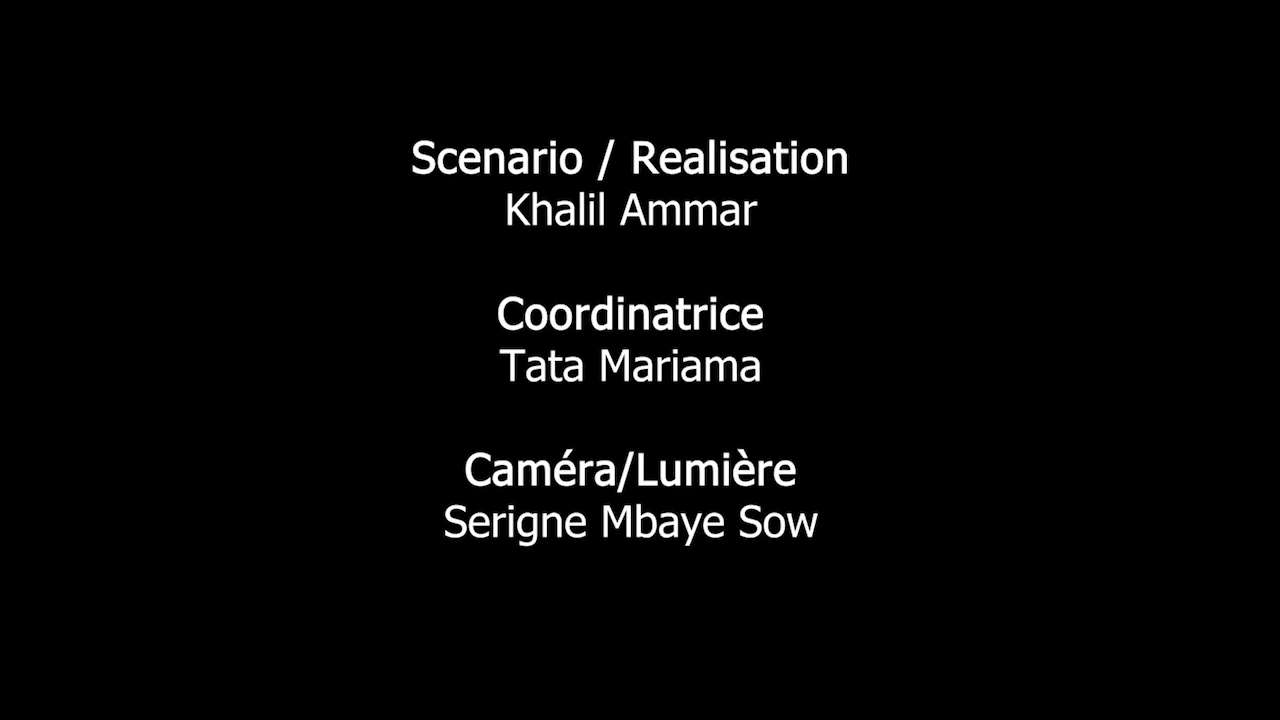 Scenario / Realisation
Khalil Ammar
Coordinatrice
Tata Mariama
Caméra/Lumière
Serigne Mbaye Sow